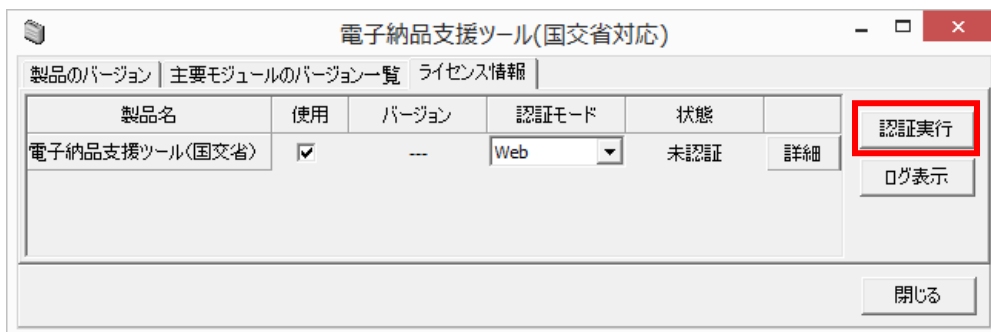 電子納品支援ツール(国交省対応)
製品のバージョン 主要モジュールのバージョン一覧 ライセンス情報
製品名 使用 バージョン 認証モード 状態
電子納品支援ツール(国交省) --- Web 未認証 詳細
認証実行
ログ表示
閉じる